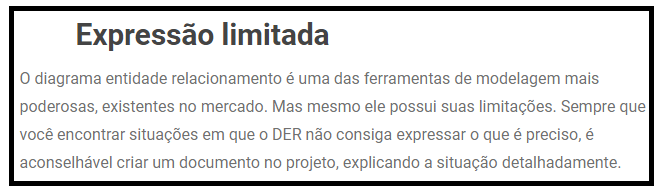 Expressão limitada
O diagrama entidade relacionamento é uma das ferramentas de modelagem mais
poderosas, existentes no mercado. Mas mesmo ele possui suas limitações. Sempre que
você encontrar situações em que o DER não consiga expressar o que é preciso, é
aconselhável criar um documento no projeto, explicando a situação detalhadamente.